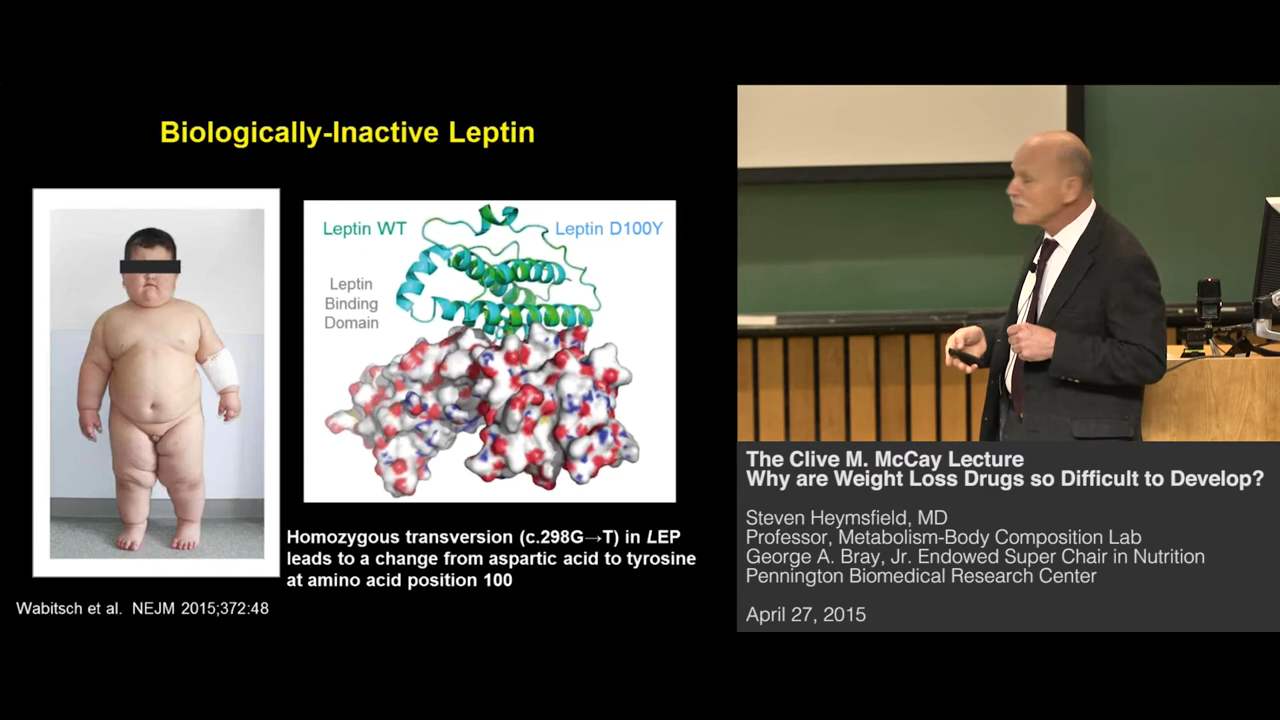 Biologically-Inactive Leptin
Leptin WT
Leptin D100Y
Leptin
Binding
Domain
Homozygous transversion (c.298G→T) in LEP
leads to a change from aspartic acid to tyrosine
at amino acid position 100
Wabitsch et al. NEJM 2015;372:48
The Clive M. McCay Lecture
Why are Weight Loss Drugs so Difficult to Develop?
Steven Heymsfield, MD
Professor, Metabolism-Body Composition Lab
George A. Bray, Jr. Endowed Super Chair in Nutrition
Pennington Biomedical Research Center
April 27, 2015